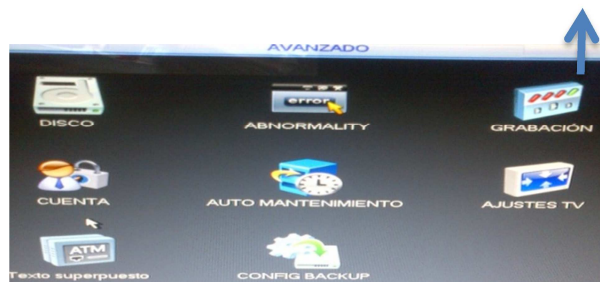 AVANZADO
error
DISCO
ABNORMALITY
GRABACIÓN
CUENTA
AUTO MANTENIMIENTO
AJUSTES TV
ATM
Texto superpuesto
CONFIG BACKUP